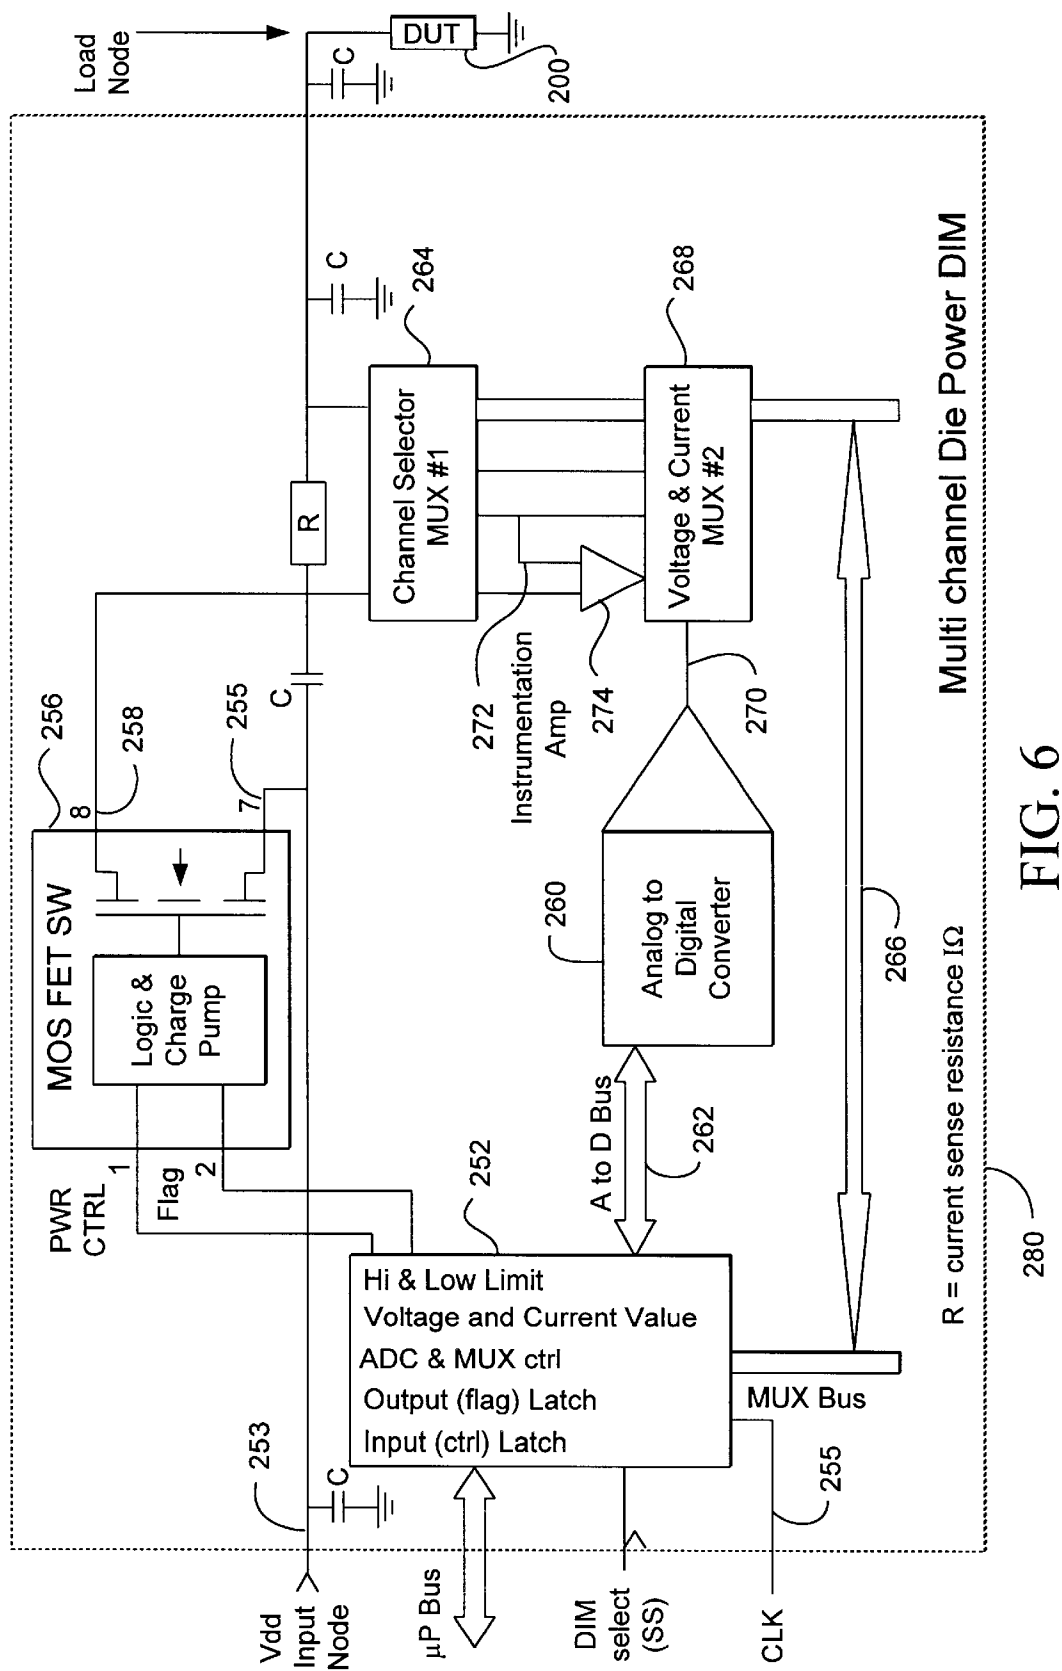 Load
Node
DUT
C
200
C
264
268
Channel Selector
MUX #1
Voltage & Current
MUX #2
R
C
256
258
255
8
7
MOS FET SW
Logic &
Charge
Pump
PWR
CTRL
1
Flag
2
272
Instrumentation
Amp
274
270
260
Analog to
Digital
Converter
A to D Bus
262
266
252
Hi & Low Limit
Voltage and Current Value
ADC & MUX ctrl
Output (flag) Latch
Input (ctrl) Latch
MUX Bus
253
C
255
Vdd
Input
Node
µP Bus
DIM
select
(SS)
CLK
Multi channel Die Power DIM
R = current sense resistance IΩ
280
FIG. 6